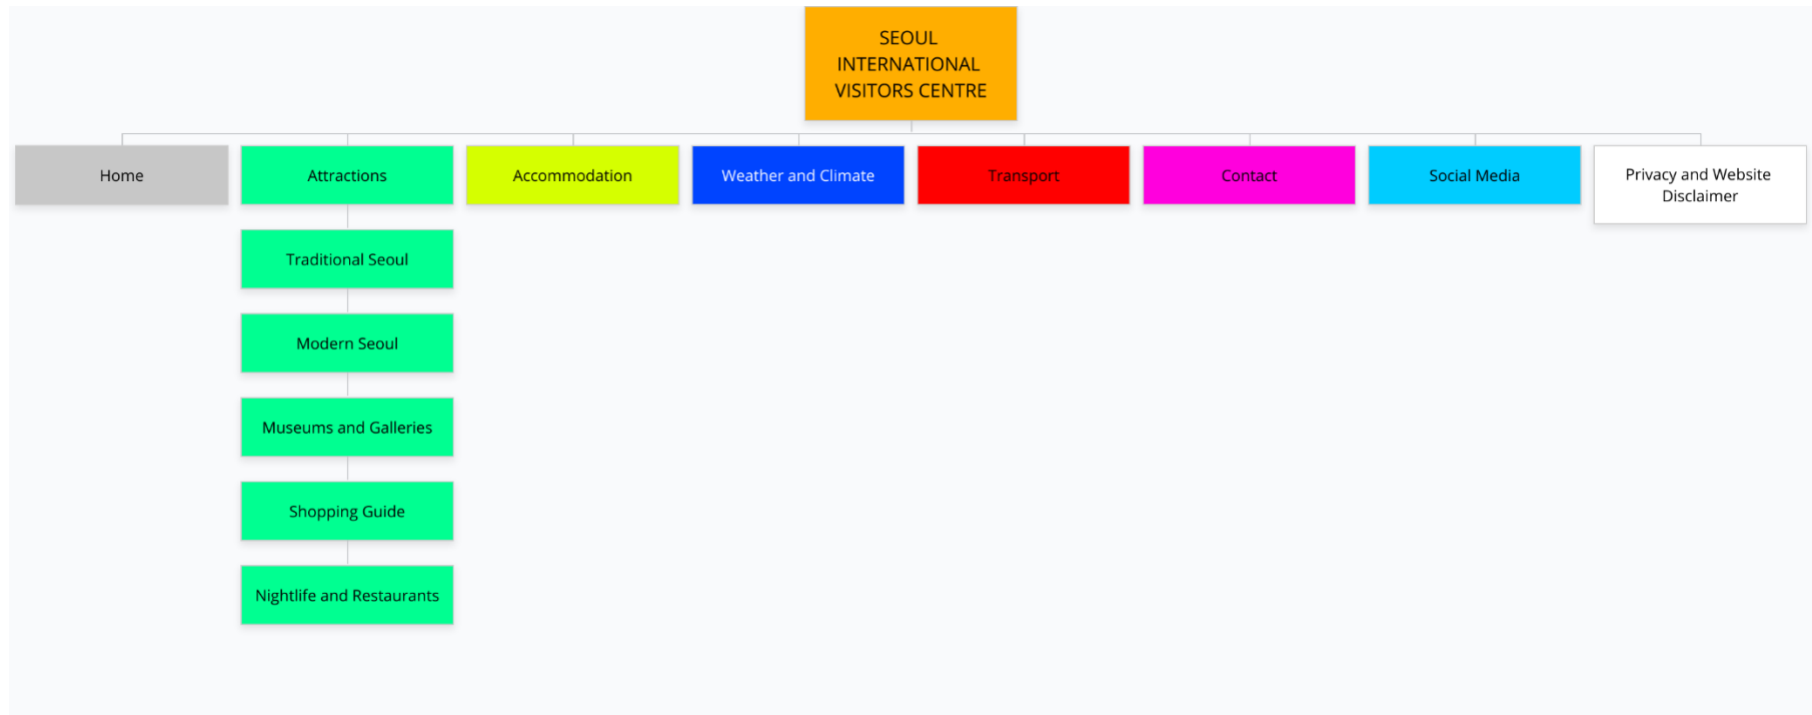 SEOUL
INTERNATIONAL
VISITORS CENTRE
Home
Attractions
Accommodation
Weather and Climate
Transport
Contact
Social Media
Privacy and Website
Disclaimer
Traditional Seoul
Modern Seoul
Museums and Galleries
Shopping Guide
Nightlife and Restaurants